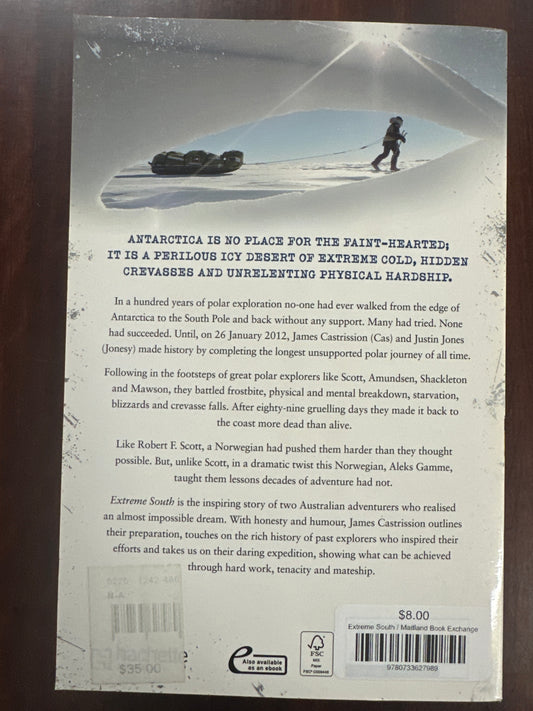 ANTARCTICA IS NO PLACE FOR THE FAINT-HEARTED;
IT IS A PERILOUS ICY DESERT OF EXTREME COLD, HIDDEN
CREVASSES AND UNRELENTING PHYSICAL HARDSHIP.
In a hundred years of polar exploration no-one had ever walked from the edge of
Antarctica to the South Pole and back without any support. Many had tried. None
had succeeded. Until, on 26 January 2012, James Castrission (Cas) and Justin Jones
(Jonesy) made history by completing the longest unsupported polar journey of all time.
Following in the footsteps of great polar explorers like Scott, Amundsen, Shackleton
and Mawson, they battled frostbite, physical and mental breakdown, starvation,
blizzards and crevasse falls. After eighty-nine gruelling days they made it back to
the coast more dead than alive.
Like Robert F. Scott, a Norwegian had pushed them harder than they thought
possible. But, unlike Scott, in a dramatic twist this Norwegian, Aleks Gamme,
taught them lessons decades of adventure had not.
Extreme South is the inspiring story of two Australian adventurers who realised
an almost impossible dream. With honesty and humour, James Castrission outlines
their preparation, touches on the rich history of past explorers who inspired their
efforts and takes us on their daring expedition, showing what can be achieved
through hard work, tenacity and mateship.
hachette
$35.00
e
Also available
as an ebook
FSC
MIX
Paper
$8.00
Extreme South / Maitland Book Exchange
9780733627989